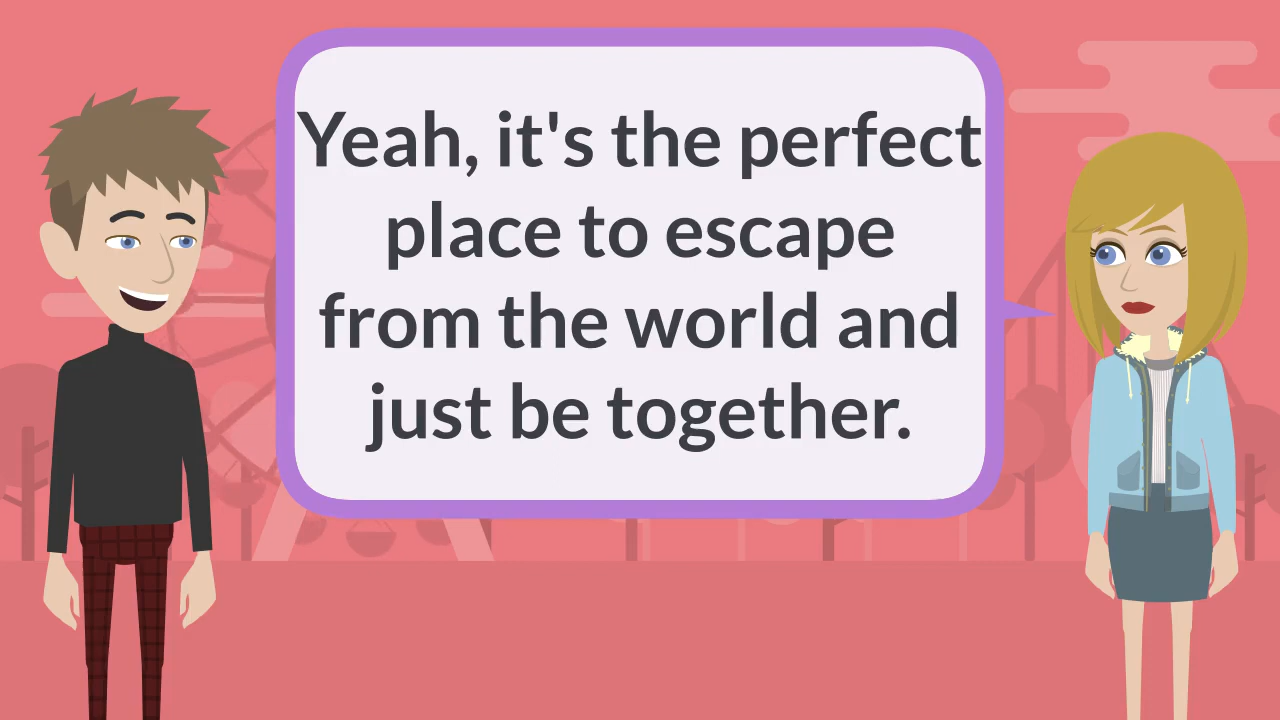 Yeah, it's the perfect
place to escape
from the world and
just be together.